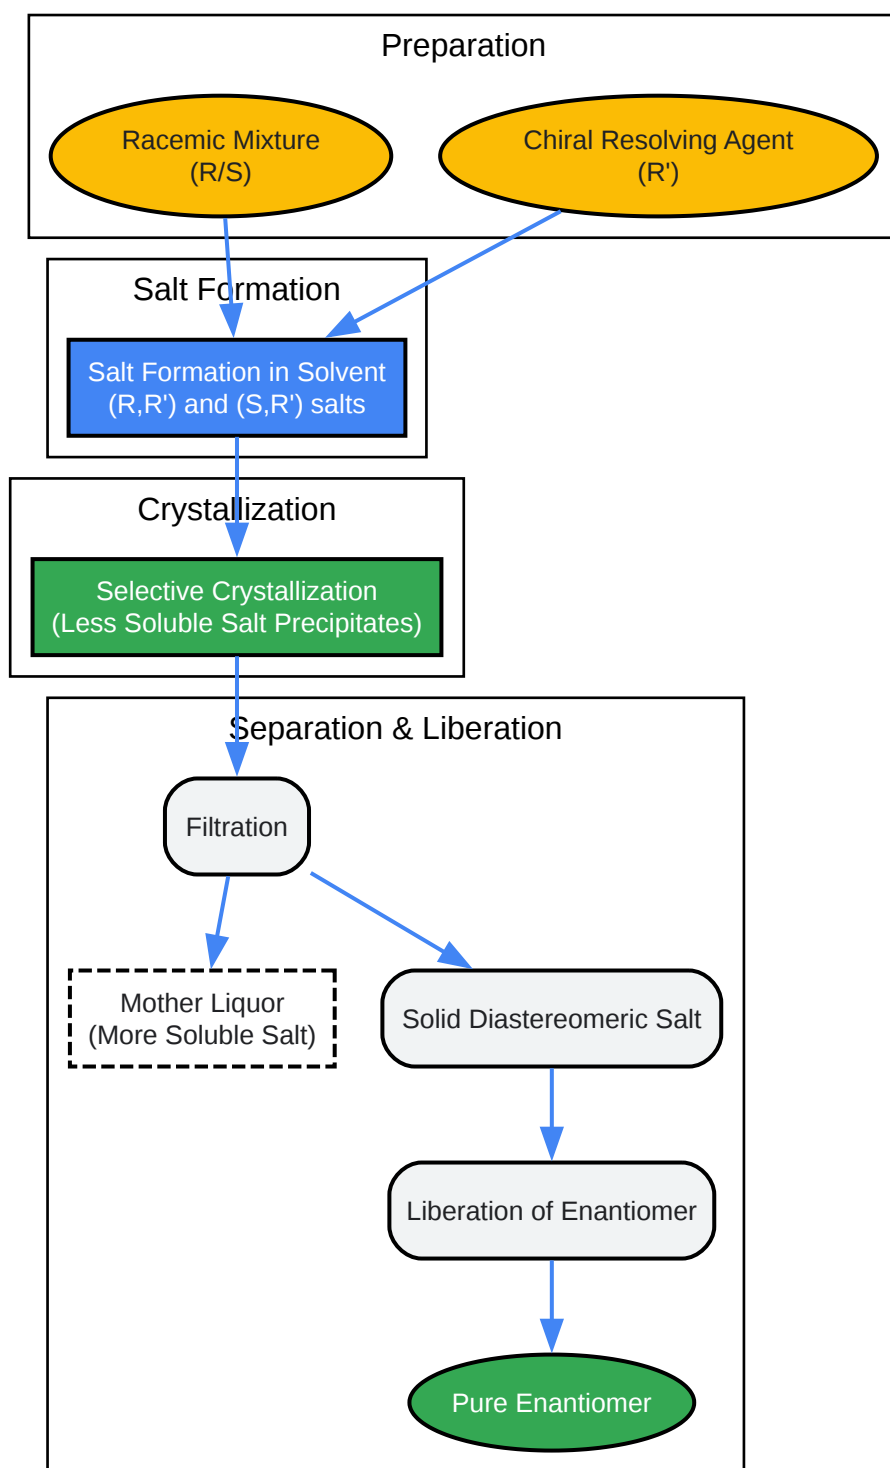 Preparation
Racemic Mixture
(R/S)
Chiral Resolving Agent
(R')
Salt Formation
Salt Formation in Solvent
(R,R') and (S,R') salts
Crystallization
Selective Crystallization
(Less Soluble Salt Precipitates)
Separation & Liberation
Filtration
Mother Liquor
(More Soluble Salt)
Solid Diastereomeric Salt
Liberation of Enantiomer
Pure Enantiomer